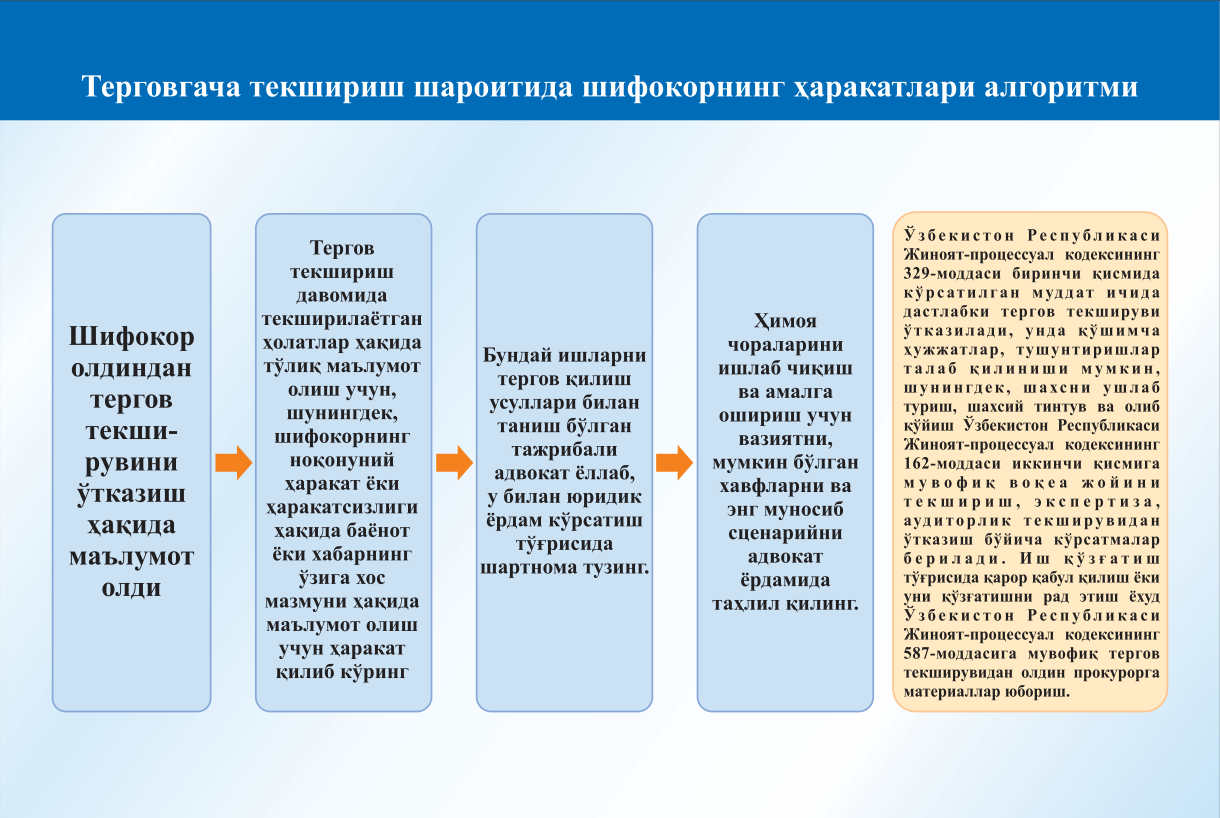 Терговгача текшириш шароитида шифокорнинг ҳаракатлари алгоритми
Шифокор
олдиндан
тергов
текши-
рувини
ўтказиш
ҳақида
маълумот
олди
Тергов
текшириш
давомида
текширилаётган
ҳолатлар ҳақида
тўлиқ маълумот
олиш учун,
шунингдек,
шифокорнинг
ноқонуний
ҳаракат ёки
ҳаракатсизлиги
ҳақида баёнот
ёки хабарнинг
ўзига хос
мазмуни ҳақида
маълумот олиш
учун ҳаракат
қилиб кўринг
Бундай ишларни
тергов қилиш
усуллари билан
таниш бўлган
тажрибали
адвокат ёллаб,
у билан юридик
ёрдам кўрсатиш
тўғрисида
шартнома тузинг.
Ҳимоя
чораларини
ишлаб чиқиш
ва амалга
ошириш учун
вазиятни,
мумкин бўлган
хавфларни ва
энг муносиб
сценарийни
адвокат
ёрдамида
таҳлил қилинг.
Ўзбекистон Республикаси
Жиноят-процессуал кодексининг
329-моддаси биринчи қисмида
кўрсатилган муддат ичида
дастлабки тергов текшируви
ўтказилади, унда қўшимча
ҳужжатлар, тушунтиришлар
талаб қилиниши мумкин,
шунингдек, шахсни ушлаб
туриш, шахсий тинтув ва олиб
қўйиш Ўзбекистон Республикаси
Жиноят-процессуал кодексининг
162-моддаси иккинчи қисмига
мувофиқ воқеа жойини
текшириш, экспертиза,
аудиторлик текширувидан
ўтказиш бўйича кўрсатмалар
берилади. Иш қўзғатиш
тўғрисида қарор қабул қилиш ёки
уни қўзғатишни рад этиш ёхуд
Ўзбекистон Республикаси
Жиноят-процессуал кодексининг
587-моддасига мувофиқ тергов
текширувидан олдин прокурорга
материаллар юбориш.